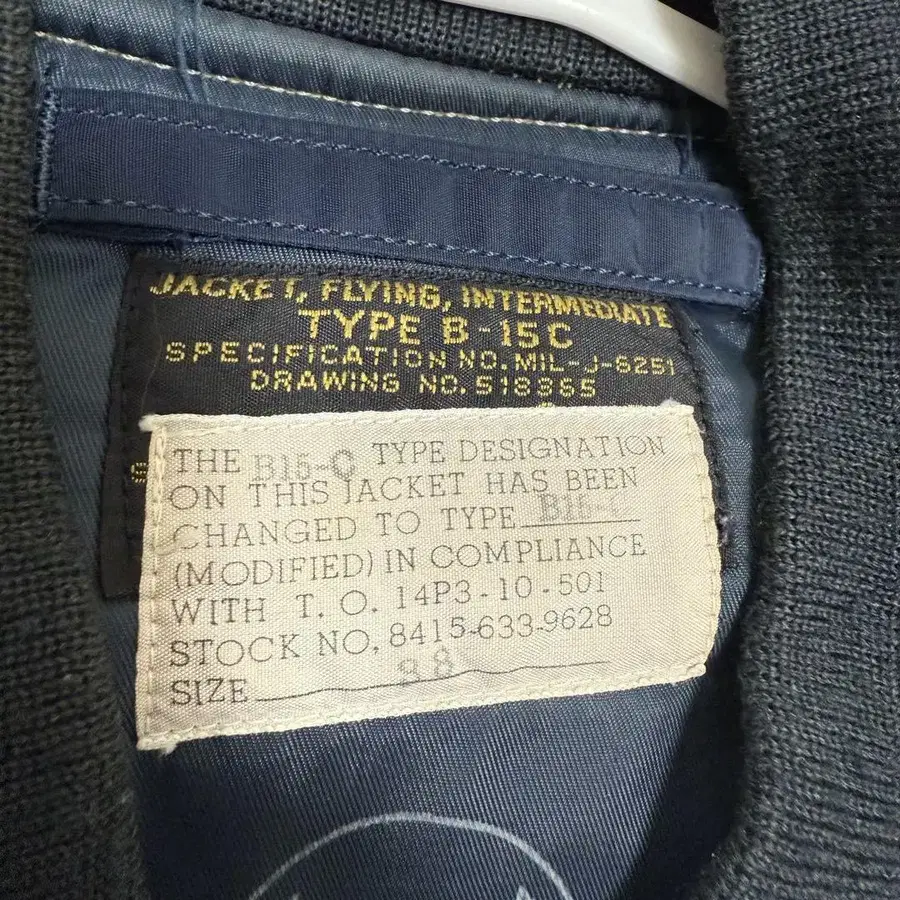 JACKET, FLYING, INTERMEDIATE
TYPE B-15C
SPECIFICATION NO. MIL-J-6251
DRAWING NO. 518365
THE B15-C TYPE DESIGNATION
ON THIS JACKET HAS BEEN
CHANGED TO TYPE B15-C
(MODIFIED) IN COMPLIANCE
WITH T. O. 14P3-10-501
STOCK NO. 8415-633-9628
SIZE 38